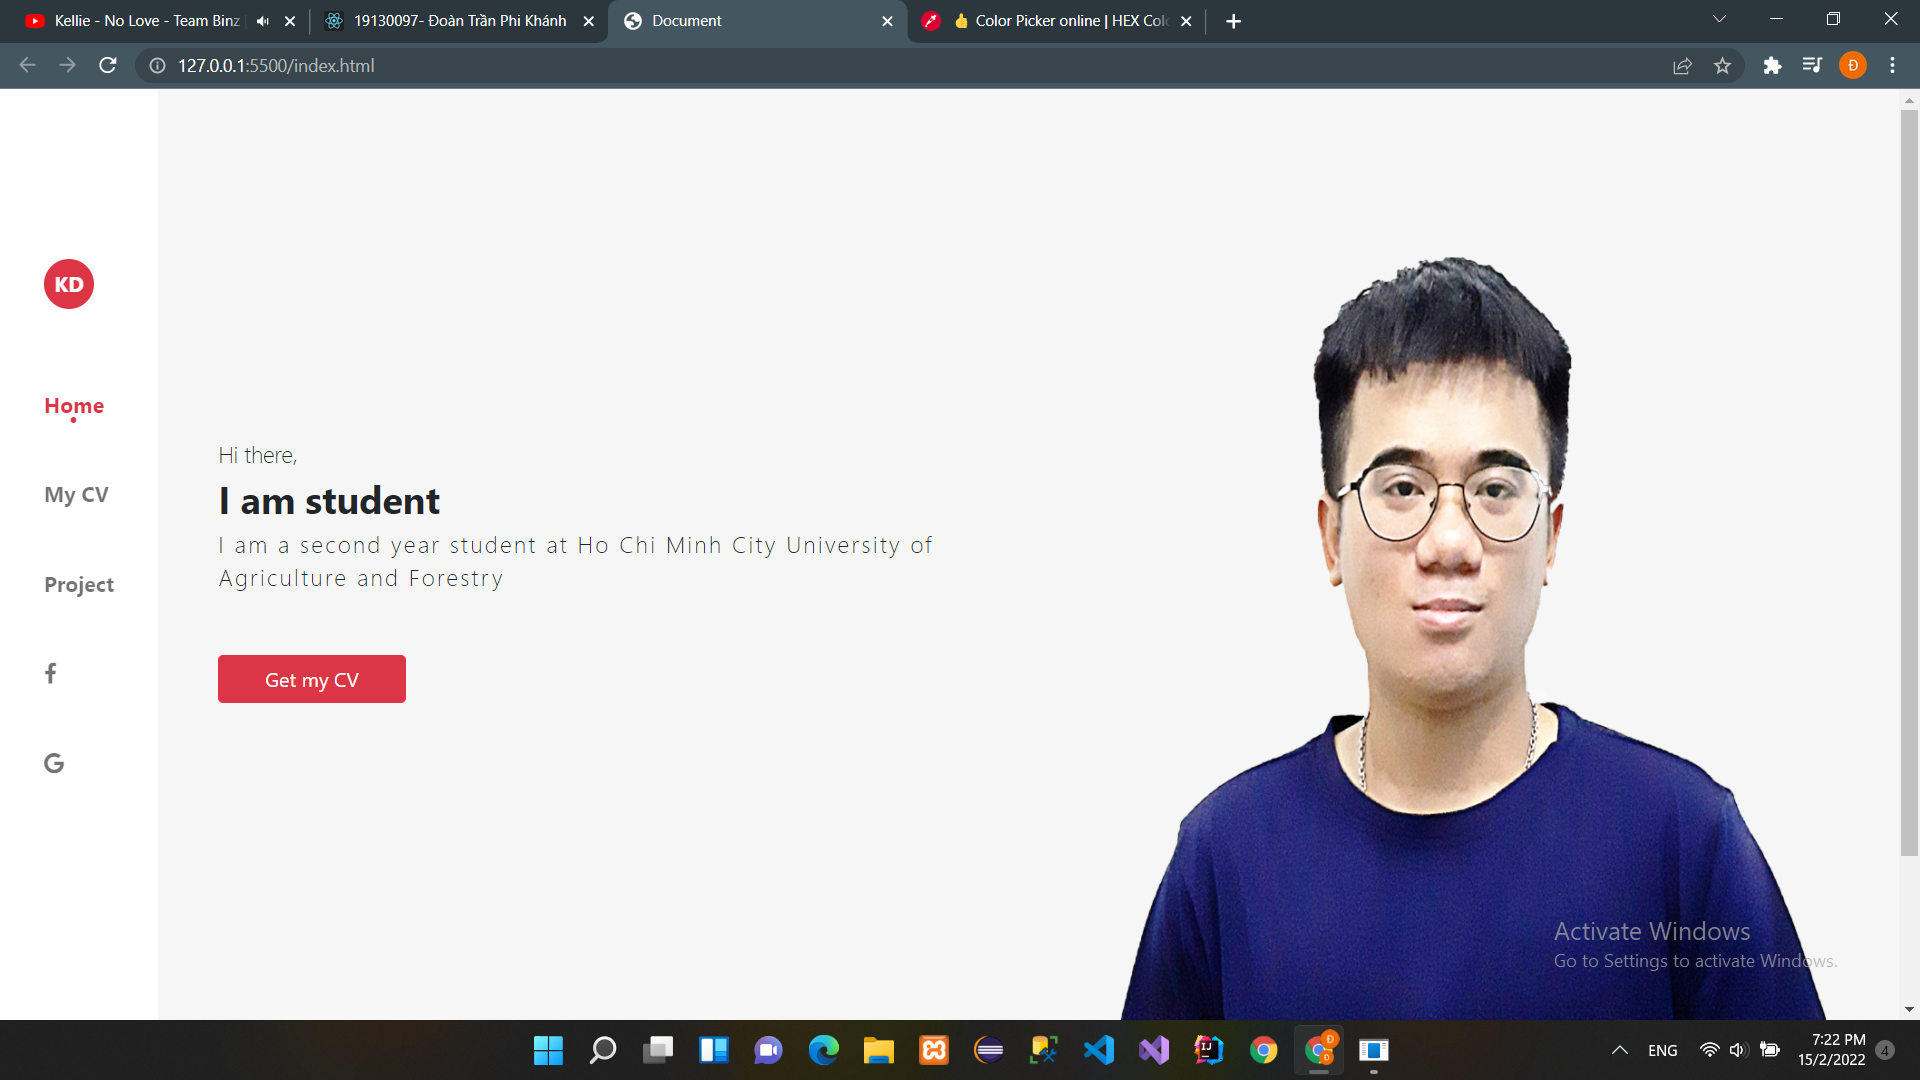 Kellie - No Love - Team Binz
19130097- Đoàn Trần Phi Khánh
Document
Color Picker online | HEX Colo
127.0.0.1:5500/index.html
Đ
KD
Home
My CV
Project
Hi there,
I am student
I am a second year student at Ho Chi Minh City University of
Agriculture and Forestry
Get my CV
Activate Windows
Go to Settings to activate Windows.
ENG
7:22 PM
15/2/2022
4